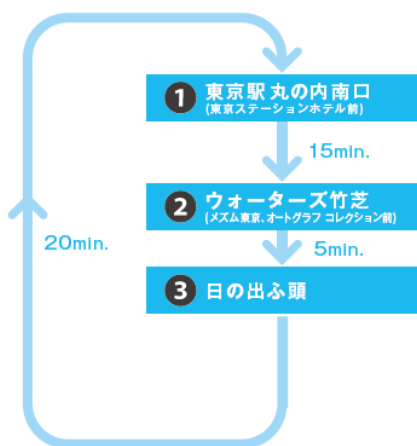 1 東京駅 丸の内南口
(東京ステーションホテル前)
15min.
2 ウォーターズ竹芝
(メズム東京、オートグラフ コレクション前)
5min.
20min.
3 日の出ふ頭